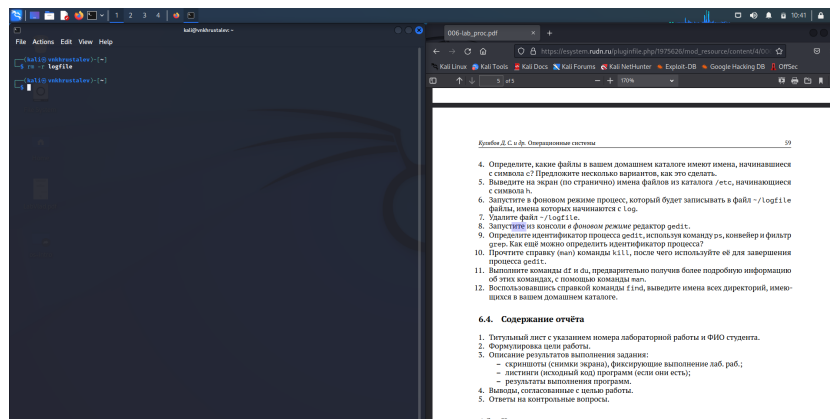 1 2 3 4
10:41
kali@vnkhrustalev: ~
File Actions Edit View Help
(kali㉿vnkhrustalev)-[~]
$ rm -r logfile
(kali㉿vnkhrustalev)-[~]
$
006-lab_proc.pdf
https://esystem.rudn.ru/pluginfile.php/1975626/mod_resource/content/4/00
Kali Linux Kali Tools Kali Docs Kali Forums Kali NetHunter Exploit-DB Google Hacking DB OffSec
5 of 5 — + 170%
Кулябов Д. С. и др. Операционные системы 59
4. Определите, какие файлы в вашем домашнем каталоге имеют имена, начинавшиеся
с символа c? Предложите несколько вариантов, как это сделать.
5. Выведите на экран (по странично) имена файлов из каталога /etc, начинающиеся
с символа h.
6. Запустите в фоновом режиме процесс, который будет записывать в файл ~/logfile
файлы, имена которых начинаются с log.
7. Удалите файл ~/logfile.
8. Запустите из консоли в фоновом режиме редактор gedit.
9. Определите идентификатор процесса gedit, используя команду ps, конвейер и фильтр
grep. Как ещё можно определить идентификатор процесса?
10. Прочтите справку (man) команды kill, после чего используйте её для завершения
процесса gedit.
11. Выполните команды df и du, предварительно получив более подробную информацию
об этих командах, с помощью команды man.
12. Воспользовавшись справкой команды find, выведите имена всех директорий, имею-
щихся в вашем домашнем каталоге.
6.4. Содержание отчёта
1. Титульный лист с указанием номера лабораторной работы и ФИО студента.
2. Формулировка цели работы.
3. Описание результатов выполнения задания:
– скриншоты (снимки экрана), фиксирующие выполнение лаб. раб.;
– листинги (исходный код) программ (если они есть);
– результаты выполнения программ.
4. Выводы, согласованные с целью работы.
5. Ответы на контрольные вопросы.